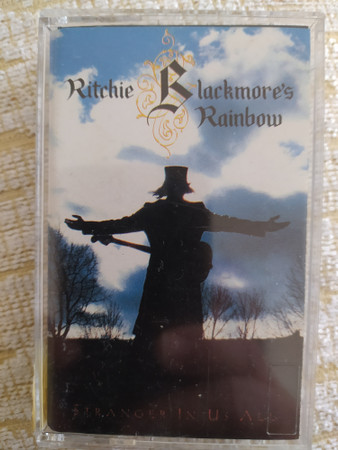 Ritchie Blackmore's
Rainbow
STRANGER IN US ALL